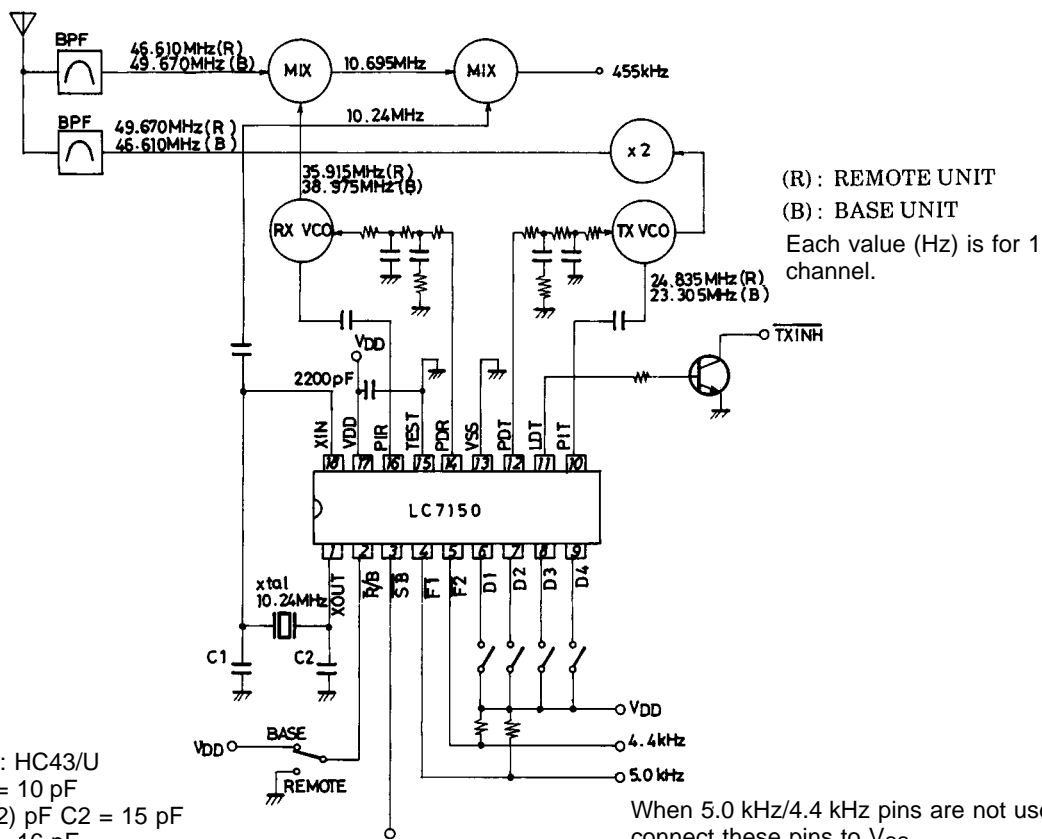 BPF
46.610MHz(R)
49.670MHz(B)
MIX
10.695MHz
MIX
455kHz
10.24MHz
BPF
49.670MHz(R)
46.610MHz(B)
x2
35.915MHz(R)
38.975MHz(B)
(R): REMOTE UNIT
(B): BASE UNIT
Each value (Hz) is for 1
channel.
RX VCO
TX VCO
24.835MHz(R)
23.305MHz(B)
TXINH
VDD
2200pF
XIN
VDD
PIR
TEST
PDR
VSS
PDT
LDT
PIT
18 17 16 15 14 13 12 11 10
LC7150
1 2 3 4 5 6 7 8 9
XOUT
R/B
SB
F1
F2
D1
D2
D3
D4
xtal
10.24MHz
C1
C2
VDD
BASE
REMOTE
VDD
4.4kHz
5.0kHz
: HC43/U
= 10 pF
2) pF C2 = 15 pF
16 pF
When 5.0 kHz/4.4 kHz pins are not use
connect these pins to